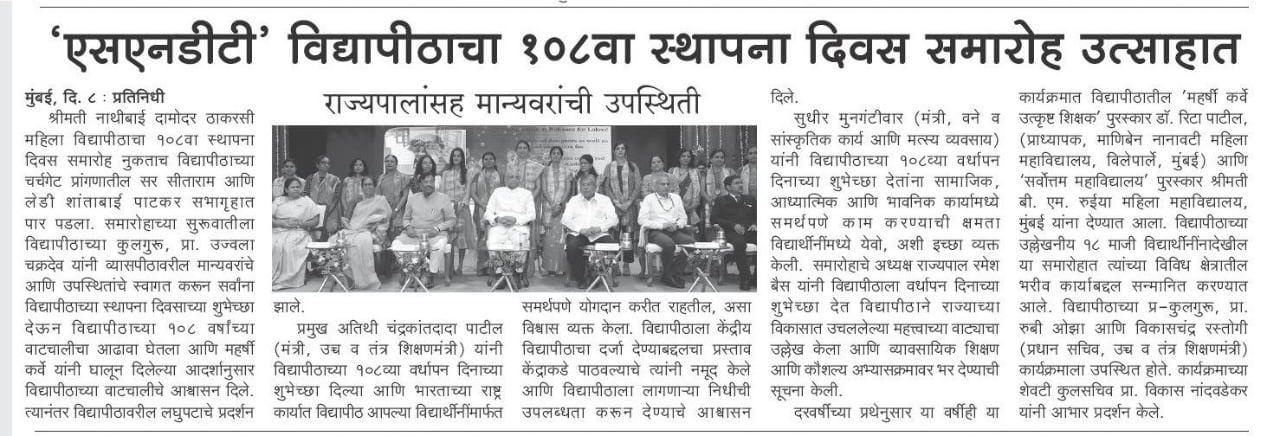 ‘एसएनडीटी’ विद्यापीठाचा १०८वा स्थापना दिवस समारोह उत्साहात
मुंबई, दि. ८ : प्रतिनिधी
श्रीमती नाथीबाई दामोदर ठाकरसी
महिला विद्यापीठाचा १०८वा स्थापना
दिवस समारोह नुकताच विद्यापीठाच्या
चर्चगेट प्रांगणातील सर सीताराम आणि
लेडी शांताबाई पाटकर सभागृहात
पार पडला. समारोहाच्या सुरूवातीला
विद्यापीठाच्या कुलगुरू, प्रा. उज्वला
चक्रदेव यांनी व्यासपीठावरील मान्यवरांचे
आणि उपस्थितांचे स्वागत करून सर्वांना
विद्यापीठाच्या स्थापना दिवसाच्या शुभेच्छा
देऊन विद्यापीठाच्या १०८ वर्षांच्या
वाटचालीचा आढावा घेतला आणि महर्षी
कर्वे यांनी घालून दिलेल्या आदर्शानुसार
विद्यापीठाच्या वाटचालीचे आश्वासन दिले.
त्यानंतर विद्यापीठावरील लघुपटाचे प्रदर्शन
राज्यपालांसह मान्यवरांची उपस्थिती
झाले.
प्रमुख अतिथी चंद्रकांतदादा पाटील
(मंत्री, उच्च व तंत्र शिक्षणमंत्री) यांनी
विद्यापीठाच्या १०८व्या वर्धापन दिनाच्या
शुभेच्छा दिल्या आणि भारताच्या राष्ट्र
कार्यात विद्यापीठ आपल्या विद्यार्थीनींमार्फत
समर्थपणे योगदान करीत राहतील, असा
विश्वास व्यक्त केला. विद्यापीठाला केंद्रीय
विद्यापीठाचा दर्जा देण्याबद्दलचा प्रस्ताव
केंद्राकडे पाठवल्याचे त्यांनी नमूद केले
आणि विद्यापीठाला लागणाऱ्या निधीची
उपलब्धता करून देण्याचे आश्वासन
दिले.
सुधीर मुनगंटीवार (मंत्री, वने व
सांस्कृतिक कार्य आणि मत्स्य व्यवसाय)
यांनी विद्यापीठाच्या १०८व्या वर्धापन
दिनाच्या शुभेच्छा देतांना सामाजिक,
आध्यात्मिक आणि भावनिक कार्यामध्ये
समर्थपणे काम करण्याची क्षमता
विद्यार्थीनींमध्ये येवो, अशी इच्छा व्यक्त
केली. समारोहाचे अध्यक्ष राज्यपाल रमेश
बैस यांनी विद्यापीठाला वर्धापन दिनाच्या
शुभेच्छा देत विद्यापीठाने राज्याच्या
विकासात उचललेल्या महत्त्वाच्या वाट्याचा
उल्लेख केला आणि व्यावसायिक शिक्षण
आणि कौशल्य अभ्यासक्रमावर भर देण्याची
सूचना केली.
दरवर्षीच्या प्रथेनुसार या वर्षीही या
कार्यक्रमात विद्यापीठातील ‘महर्षी कर्वे
उत्कृष्ट शिक्षक’ पुरस्कार डॉ. रिटा पाटील,
(प्राध्यापक, माणिबेन नानावटी महिला
महाविद्यालय, विलेपार्ले, मुंबई) आणि
‘सर्वोत्तम महाविद्यालय’ पुरस्कार श्रीमती
बी. एम. रुईया महिला महाविद्यालय,
मुंबई यांना देण्यात आला. विद्यापीठाच्या
उल्लेखनीय १८ माजी विद्यार्थीनींनादेखील
या समारोहात त्यांच्या विविध क्षेत्रातील
भरीव कार्याबद्दल सन्मानित करण्यात
आले. विद्यापीठाच्या प्र-कुलगुरू, प्रा.
रुबी ओझा आणि विकासचंद्र रस्तोगी
(प्रधान सचिव, उच्च व तंत्र शिक्षणमंत्री)
कार्यक्रमाला उपस्थित होते. कार्यक्रमाच्या
शेवटी कुलसचिव प्रा. विकास नांदवडेकर
यांनी आभार प्रदर्शन केले.